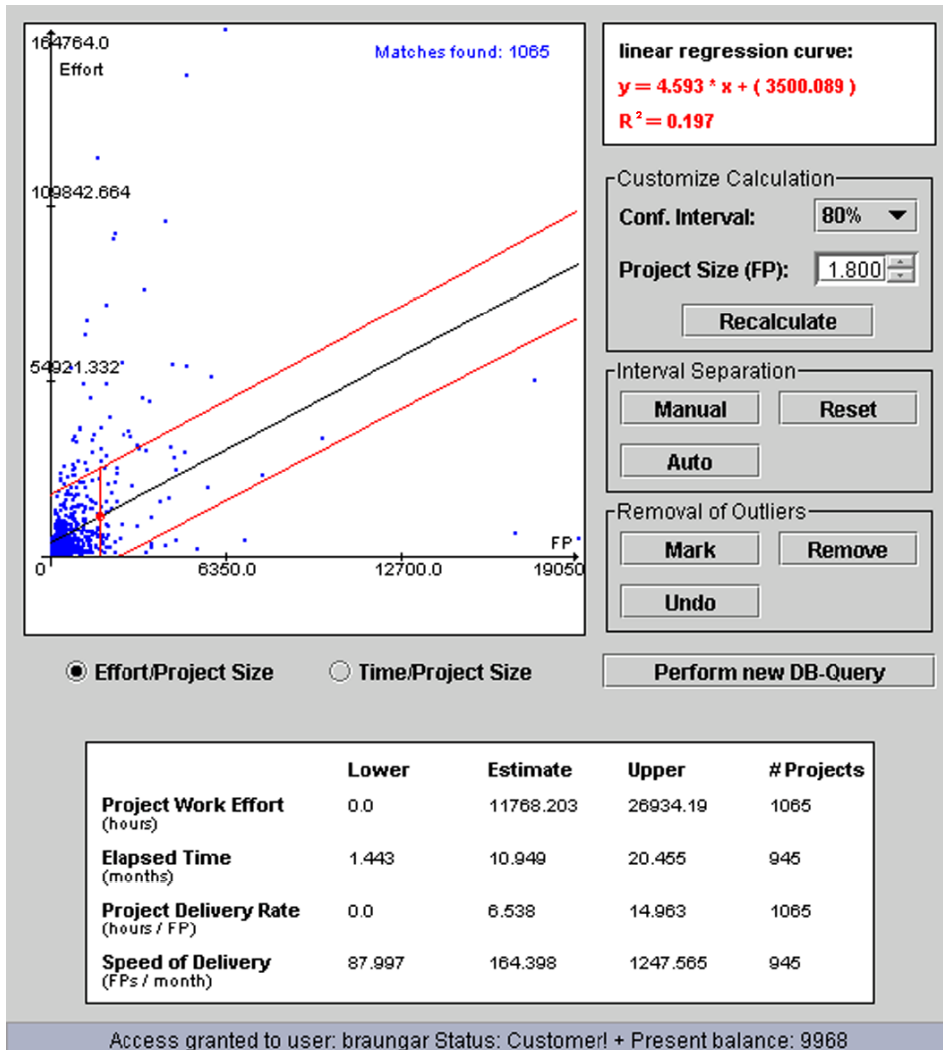 164764.0
Effort
Matches found: 1065
109842.664
54921.332
FP
0
6350.0
12700.0
19050
linear regression curve:
y = 4.593 * x + ( 3500.089 )
R² = 0.197
Customize Calculation
Conf. Interval: 80%
Project Size (FP): 1.800
Recalculate
Interval Separation
Manual Reset
Auto
Removal of Outliers
Mark Remove
Undo
Effort/Project Size Time/Project Size
Perform new DB-Query
Lower Estimate Upper # Projects
Project Work Effort 0.0 11768.203 26934.19 1065
(hours)
Elapsed Time 1.443 10.949 20.455 945
(months)
Project Delivery Rate 0.0 6.538 14.963 1065
(hours / FP)
Speed of Delivery 87.997 164.398 1247.565 945
(FPs / month)
Access granted to user: braungar Status: Customer! + Present balance: 9968